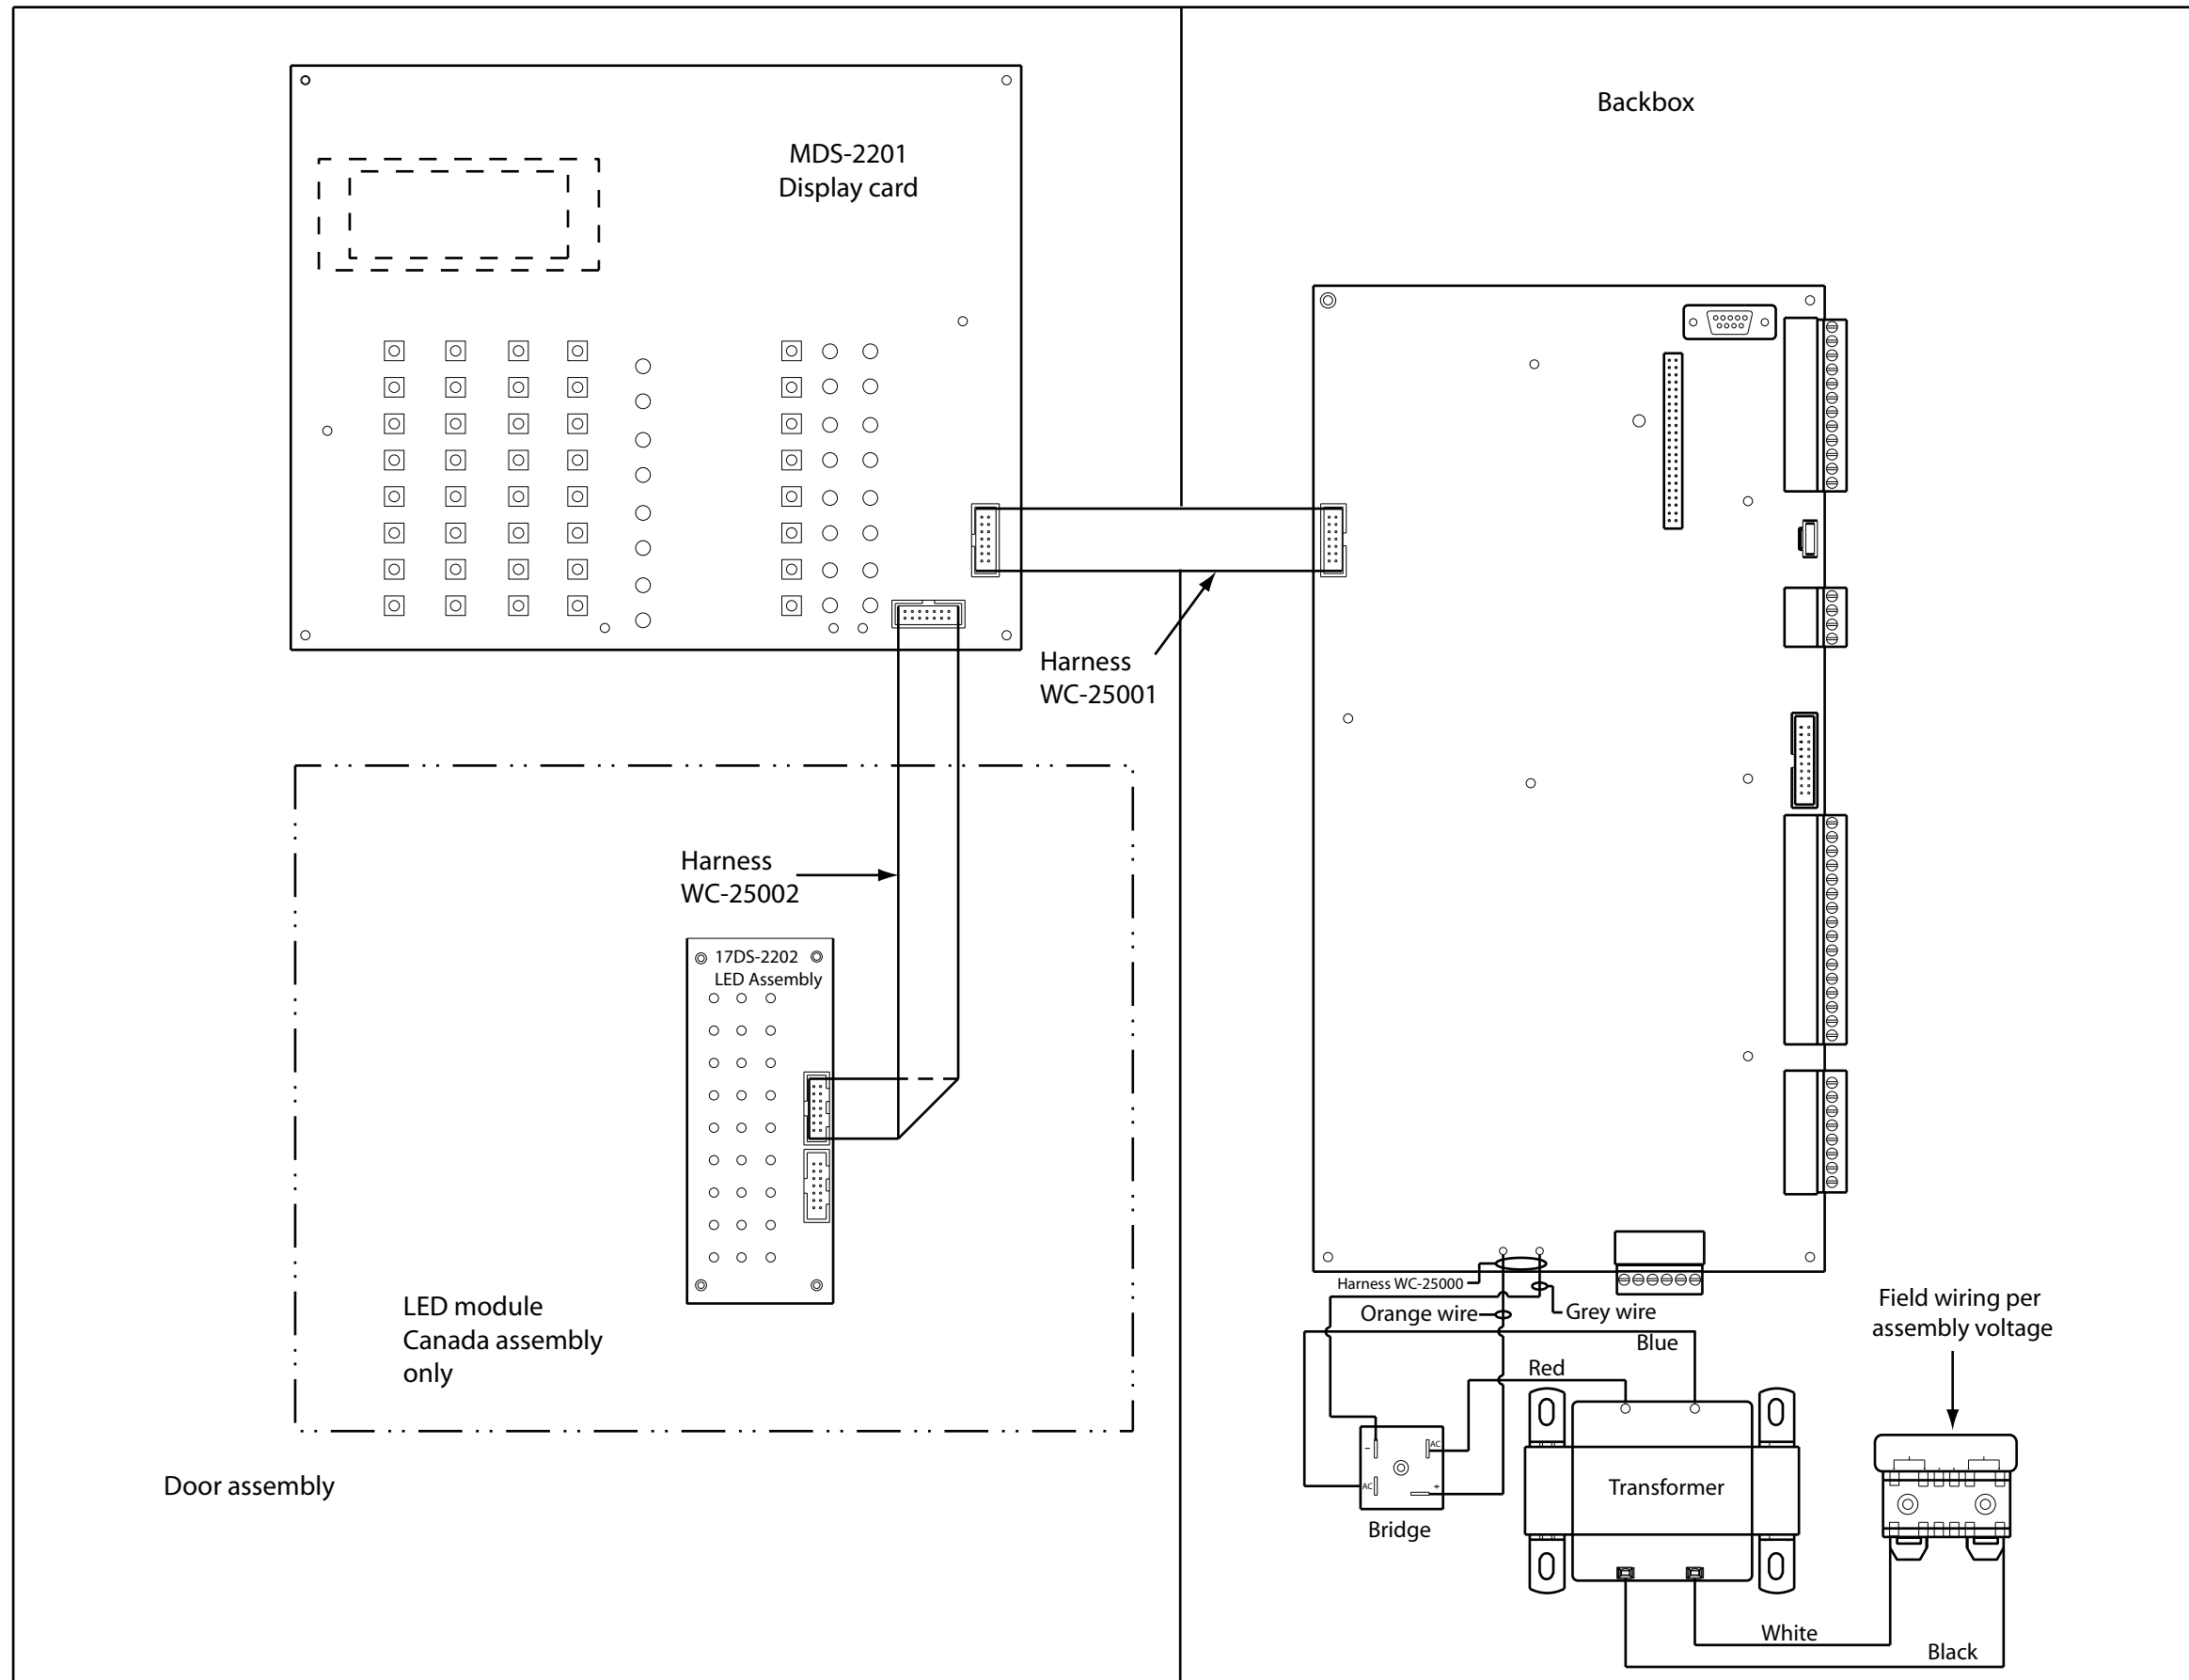 Backbox
MDS-2201
Display card
Harness
WC-25001
Harness
WC-25002
17DS-2202
LED Assembly
LED module
Canada assembly
only
Door assembly
Harness WC-25000
Orange wire
Grey wire
Blue
Red
Field wiring per
assembly voltage
–
AC
AC
+
Bridge
Transformer
White
Black